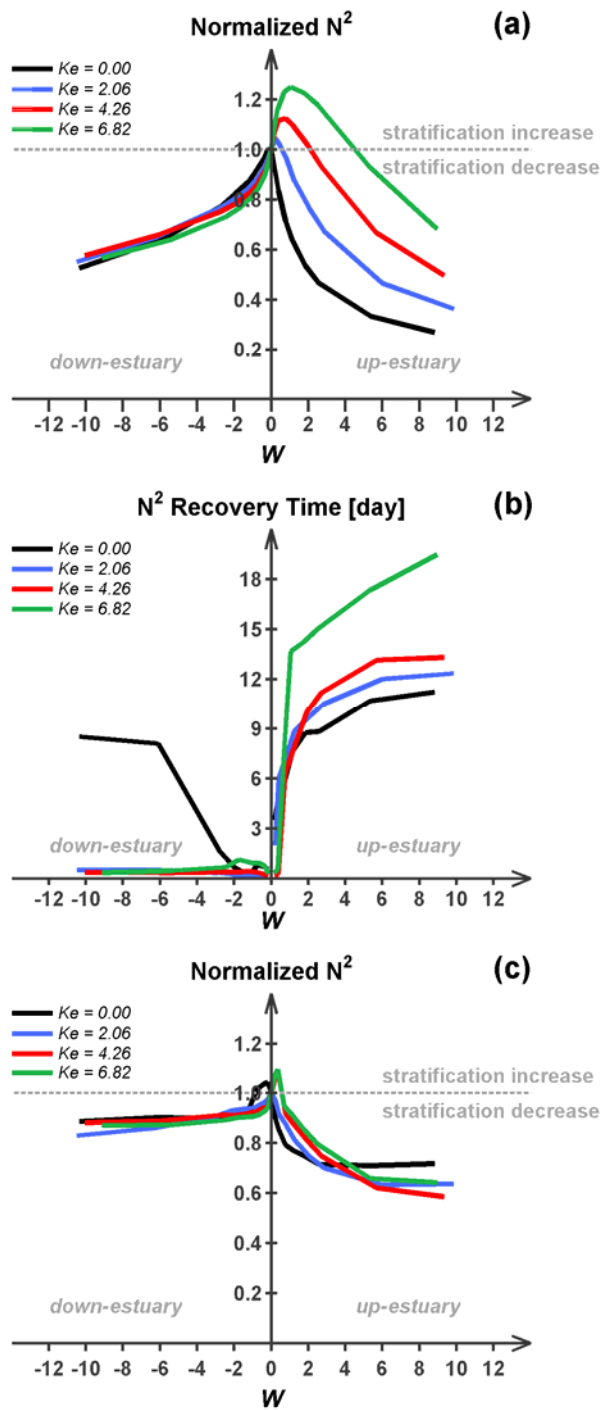 Normalized N²
(a)
Ke = 0.00
Ke = 2.06
Ke = 4.26
Ke = 6.82
1.2
1.0
0.8
0.6
0.4
0.2
stratification increase
stratification decrease
down-estuary
up-estuary
-12 -10 -8 -6 -4 -2 0 2 4 6 8 10 12
W
N² Recovery Time [day]
(b)
Ke = 0.00
Ke = 2.06
Ke = 4.26
Ke = 6.82
18
15
12
9
6
3
down-estuary
up-estuary
-12 -10 -8 -6 -4 -2 0 2 4 6 8 10 12
W
Normalized N²
(c)
Ke = 0.00
Ke = 2.06
Ke = 4.26
Ke = 6.82
1.2
1.0
0.8
0.6
0.4
0.2
stratification increase
stratification decrease
down-estuary
up-estuary
-12 -10 -8 -6 -4 -2 0 2 4 6 8 10 12
W